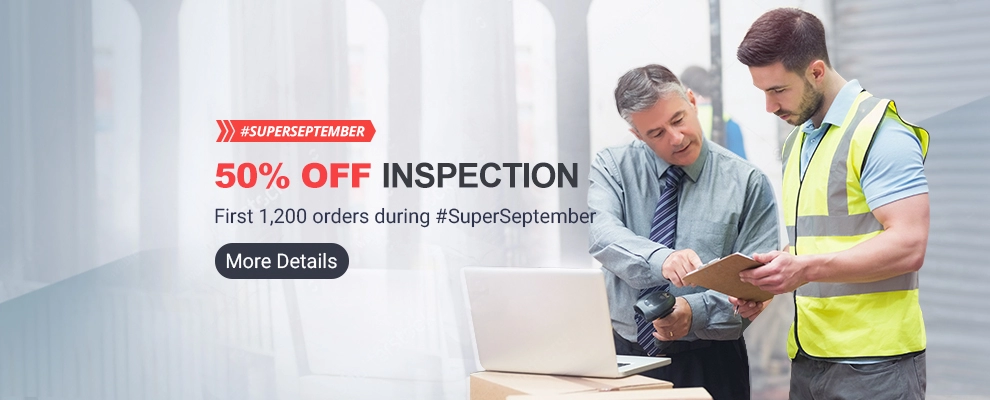 #SUPERSEPTEMBER
50% OFF INSPECTION
First 1,200 orders during #SuperSeptember
More Details